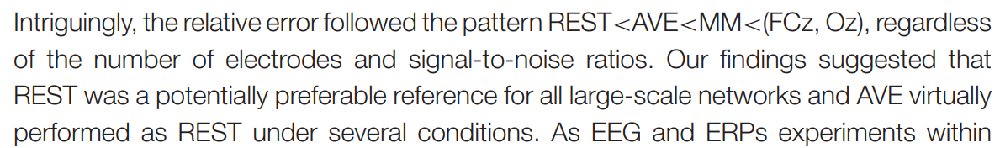 Intriguingly, the relative error followed the pattern REST<AVE<MM<(FCz, Oz), regardless
of the number of electrodes and signal-to-noise ratios. Our findings suggested that
REST was a potentially preferable reference for all large-scale networks and AVE virtually
performed as REST under several conditions. As EEG and ERPs experiments within